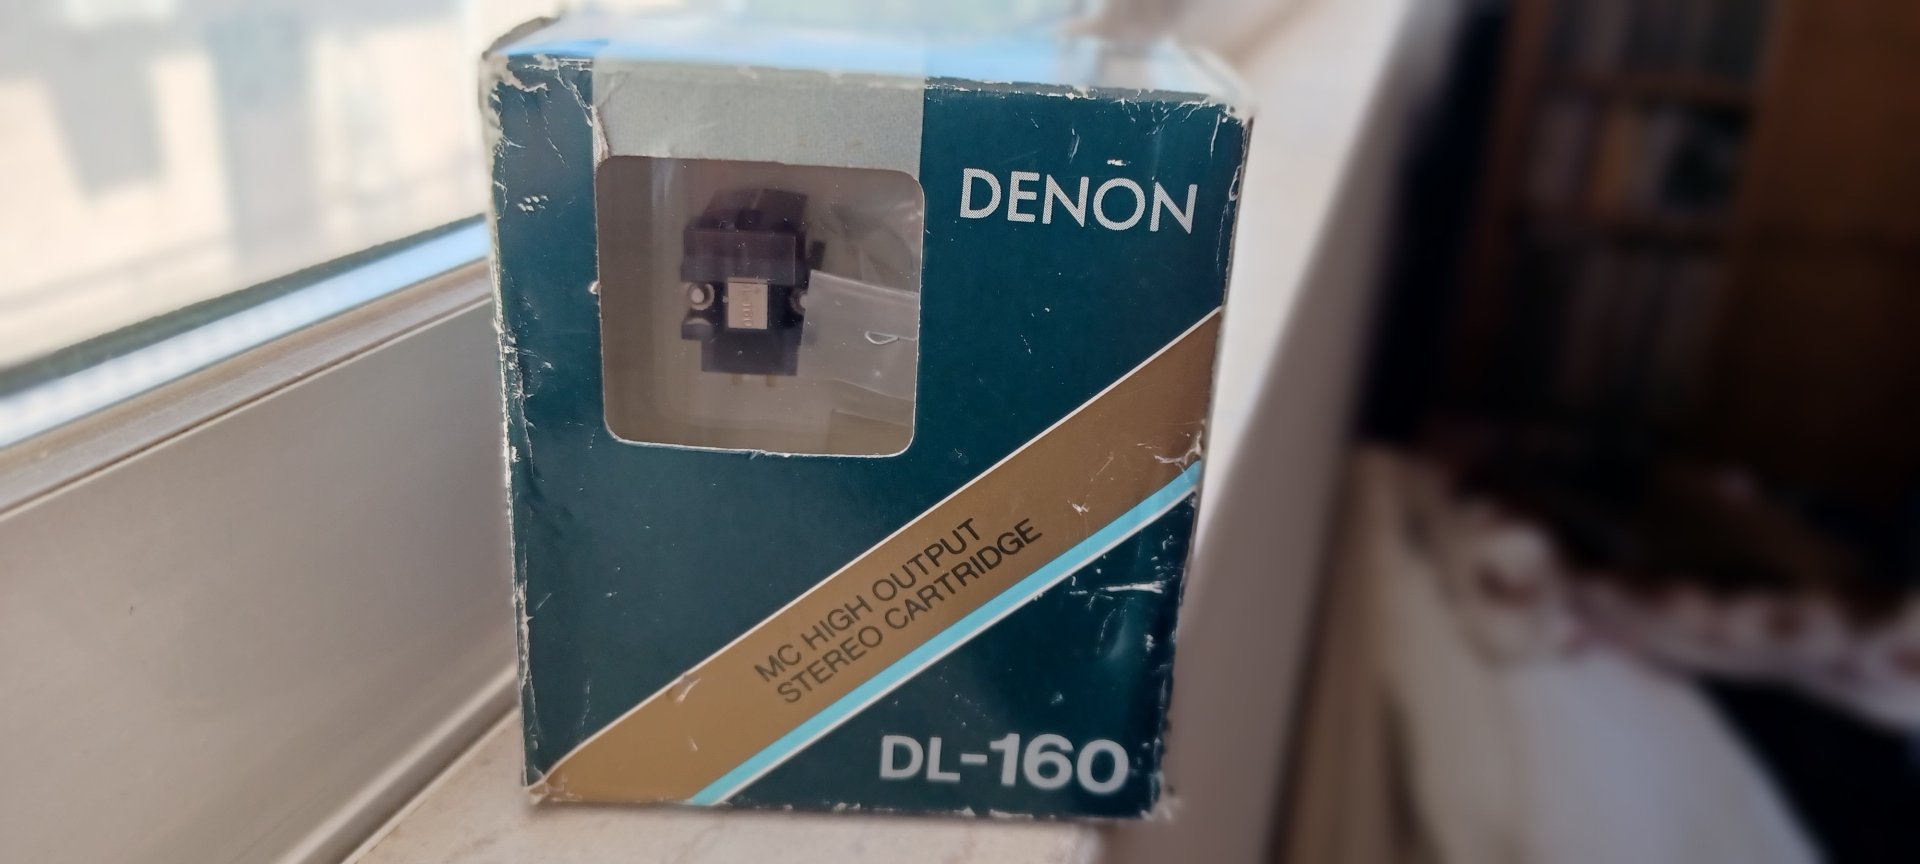 DENON
MC HIGH OUTPUT
STEREO CARTRIDGE
DL-160